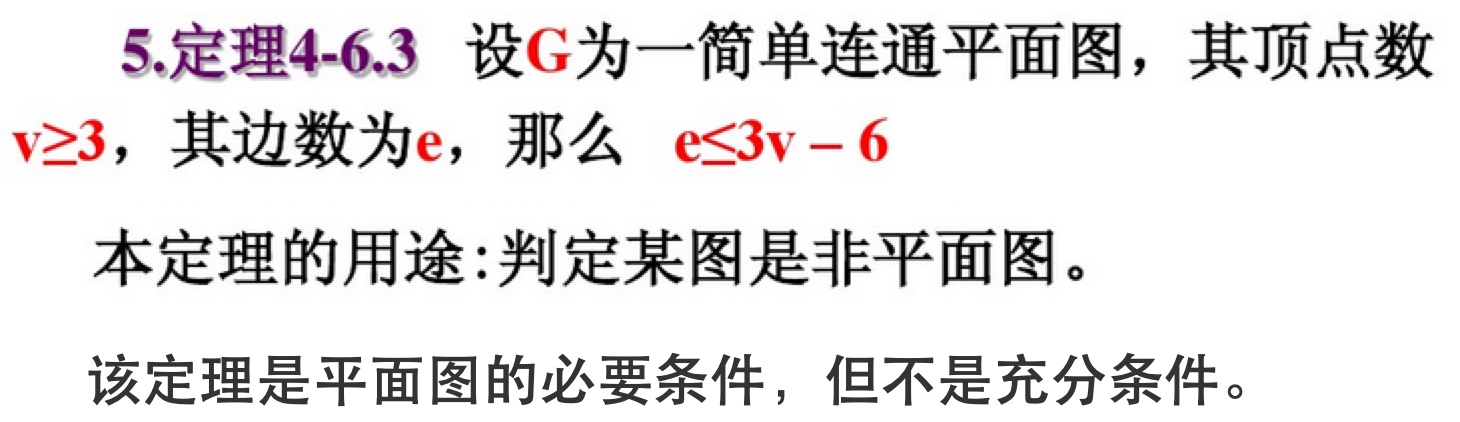 5.定理4-6.3 设G为一简单连通平面图，其顶点数
v≥3，其边数为e，那么 e≤3v – 6
本定理的用途:判定某图是非平面图。
该定理是平面图的必要条件，但不是充分条件。